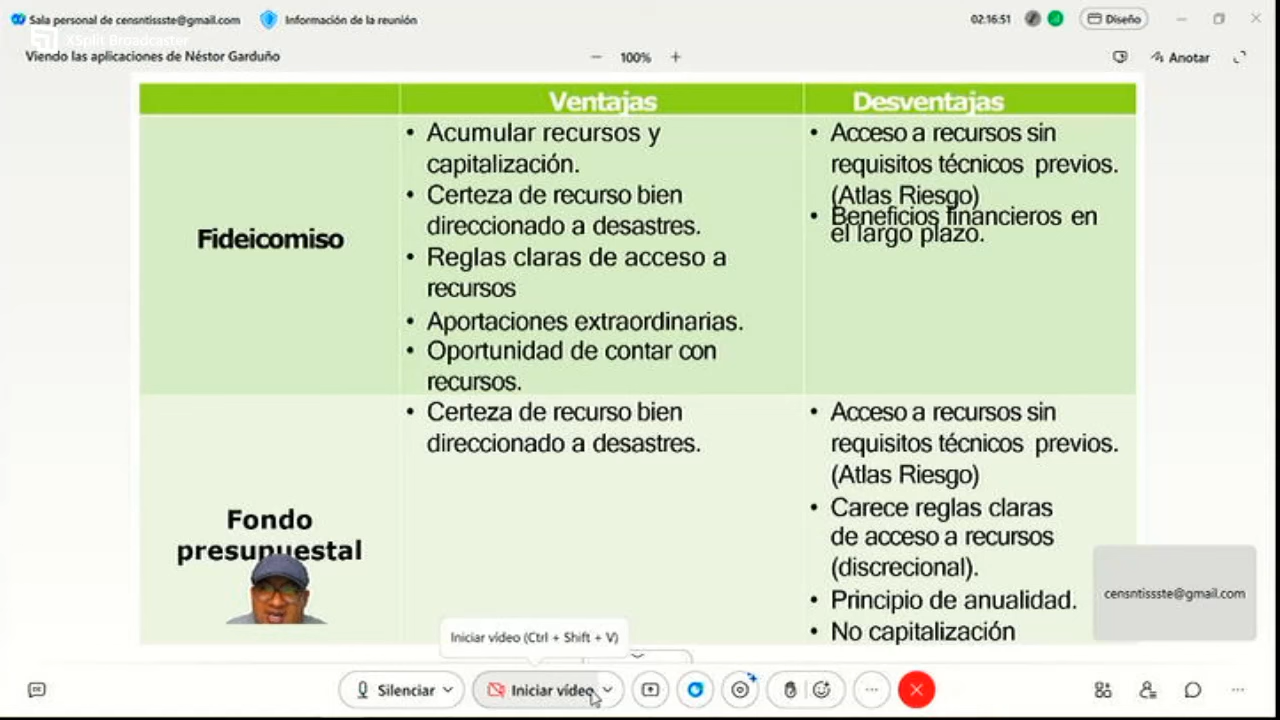 Sala personal de censntissste@gmail.com
Información de la reunión
02:16:51
Diseño
XSplit Broadcaster
Viendo las aplicaciones de Néstor Garduño
100%
Anotar
Ventajas
Desventajas
Fideicomiso
• Acumular recursos y
capitalización.
• Certeza de recurso bien
direccionado a desastres.
• Reglas claras de acceso a
recursos
• Aportaciones extraordinarias.
• Oportunidad de contar con
recursos.
• Acceso a recursos sin
requisitos técnicos previos.
(Atlas Riesgo)
• Beneficios financieros en
el largo plazo.
Fondo
presupuestal
• Certeza de recurso bien
direccionado a desastres.
• Acceso a recursos sin
requisitos técnicos previos.
(Atlas Riesgo)
• Carece reglas claras
de acceso a recursos
(discrecional).
• Principio de anualidad.
• No capitalización
censntissste@gmail.com
Iniciar vídeo (Ctrl + Shift + V)
Silenciar
Iniciar vídeo